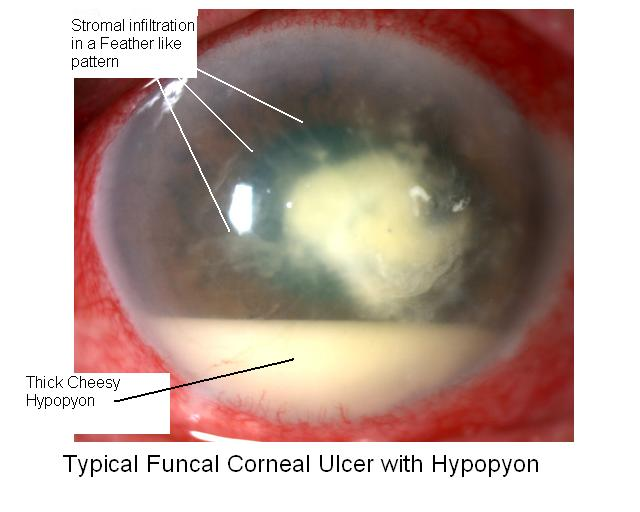 Stromal infiltration
in a Feather like
pattern
Thick Cheesy
Hypopyon
Typical Funcal Corneal Ulcer with Hypopyon